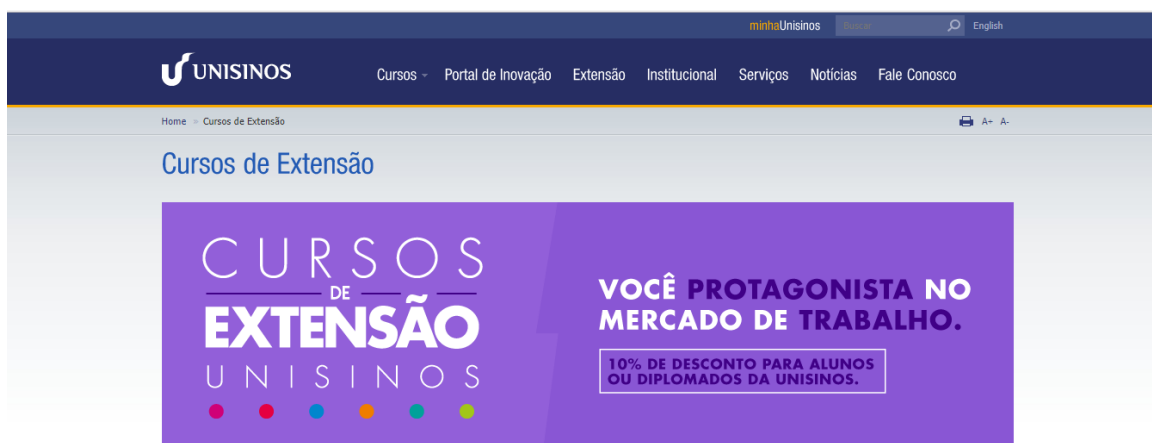 minhaUnisinos Buscar English
UNISINOS Cursos Portal de Inovação Extensão Institucional Serviços Notícias Fale Conosco
Home » Cursos de Extensão A+ A-
Cursos de Extensão
CURSOS
DE
EXTENSÃO
UNISINOS
VOCÊ PROTAGONISTA NO
MERCADO DE TRABALHO.
10% DE DESCONTO PARA ALUNOS
OU DIPLOMADOS DA UNISINOS.